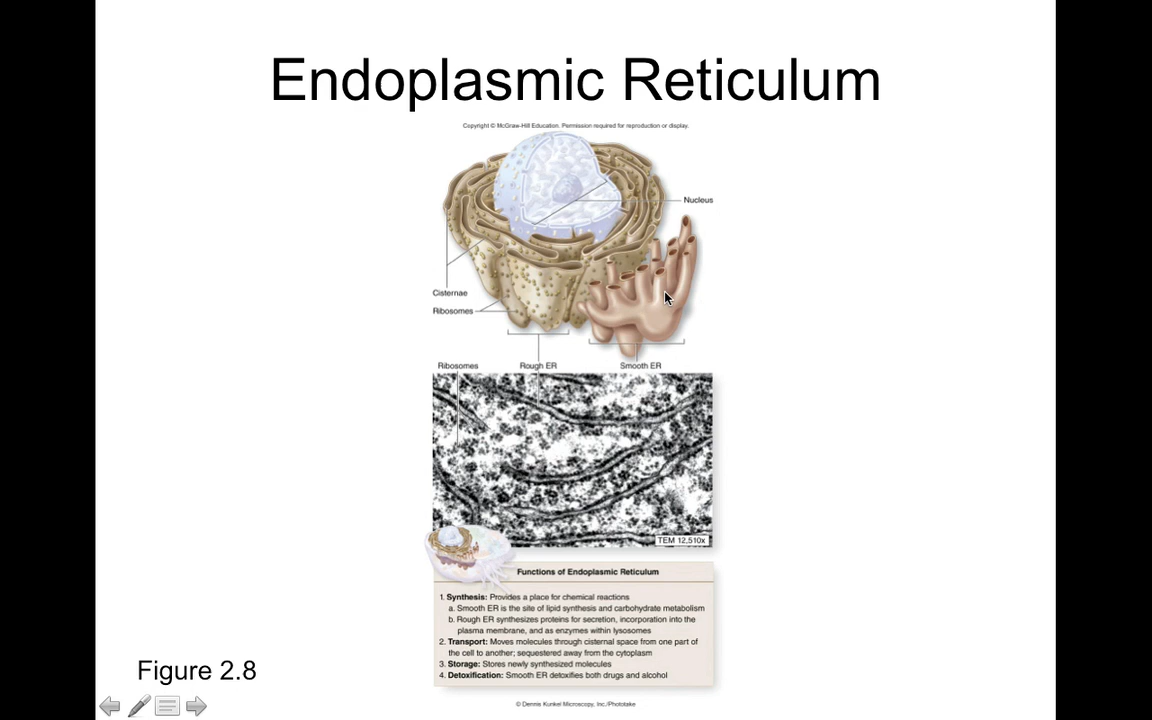 Endoplasmic Reticulum
Copyright © McGraw-Hill Education. Permission required for reproduction or display.
Nucleus
Cisternae
Ribosomes
Ribosomes
Rough ER
Smooth ER
TEM 12,510x
Functions of Endoplasmic Reticulum
1. Synthesis: Provides a place for chemical reactions
a. Smooth ER is the site of lipid synthesis and carbohydrate metabolism
b. Rough ER synthesizes proteins for secretion, incorporation into the
plasma membrane, and as enzymes within lysosomes
2. Transport: Moves molecules through cisternal space from one part of
the cell to another; sequestered away from the cytoplasm
3. Storage: Stores newly synthesized molecules
4. Detoxification: Smooth ER detoxifies both drugs and alcohol
Figure 2.8
© Dennis Kunkel Microscopy, Inc./Phototake